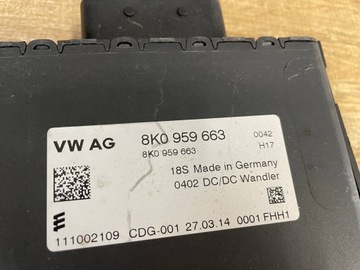 VW AG 8K0 959 663 0042
8K0 959 663 H17
18S Made in Germany
0402 DC/DC Wandler
111002109 CDG-001 27.03.14 0001 FHH1